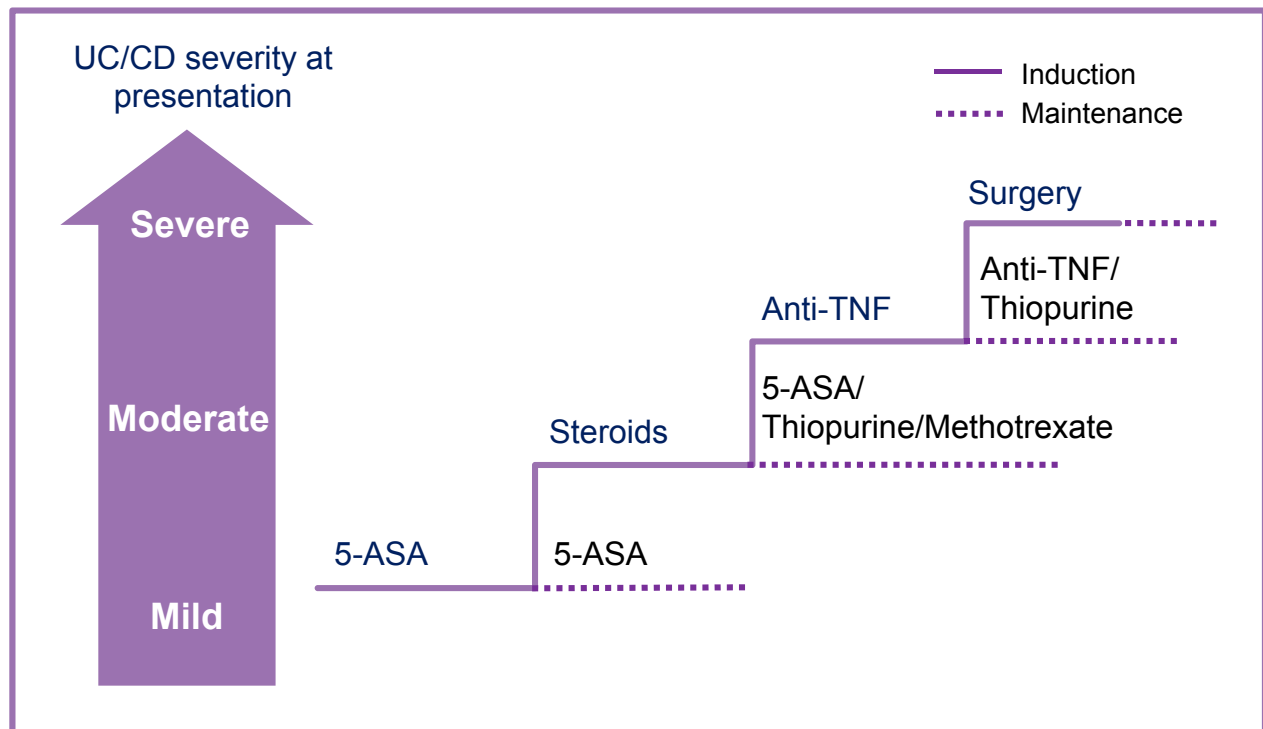 UC/CD severity at
presentation
Induction
Maintenance
Severe
Moderate
Mild
Surgery
Anti-TNF/
Thiopurine
Anti-TNF
5-ASA/
Thiopurine/Methotrexate
Steroids
5-ASA
5-ASA